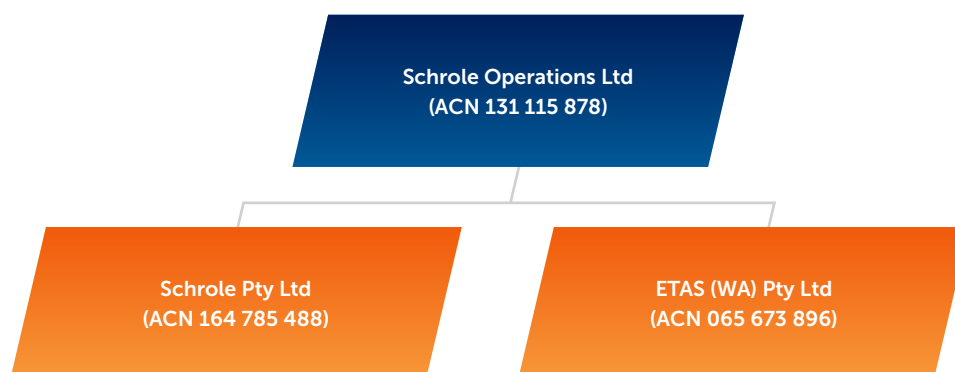 Schrole Operations Ltd
(ACN 131 115 878)
Schrole Pty Ltd
(ACN 164 785 488)
ETAS (WA) Pty Ltd
(ACN 065 673 896)